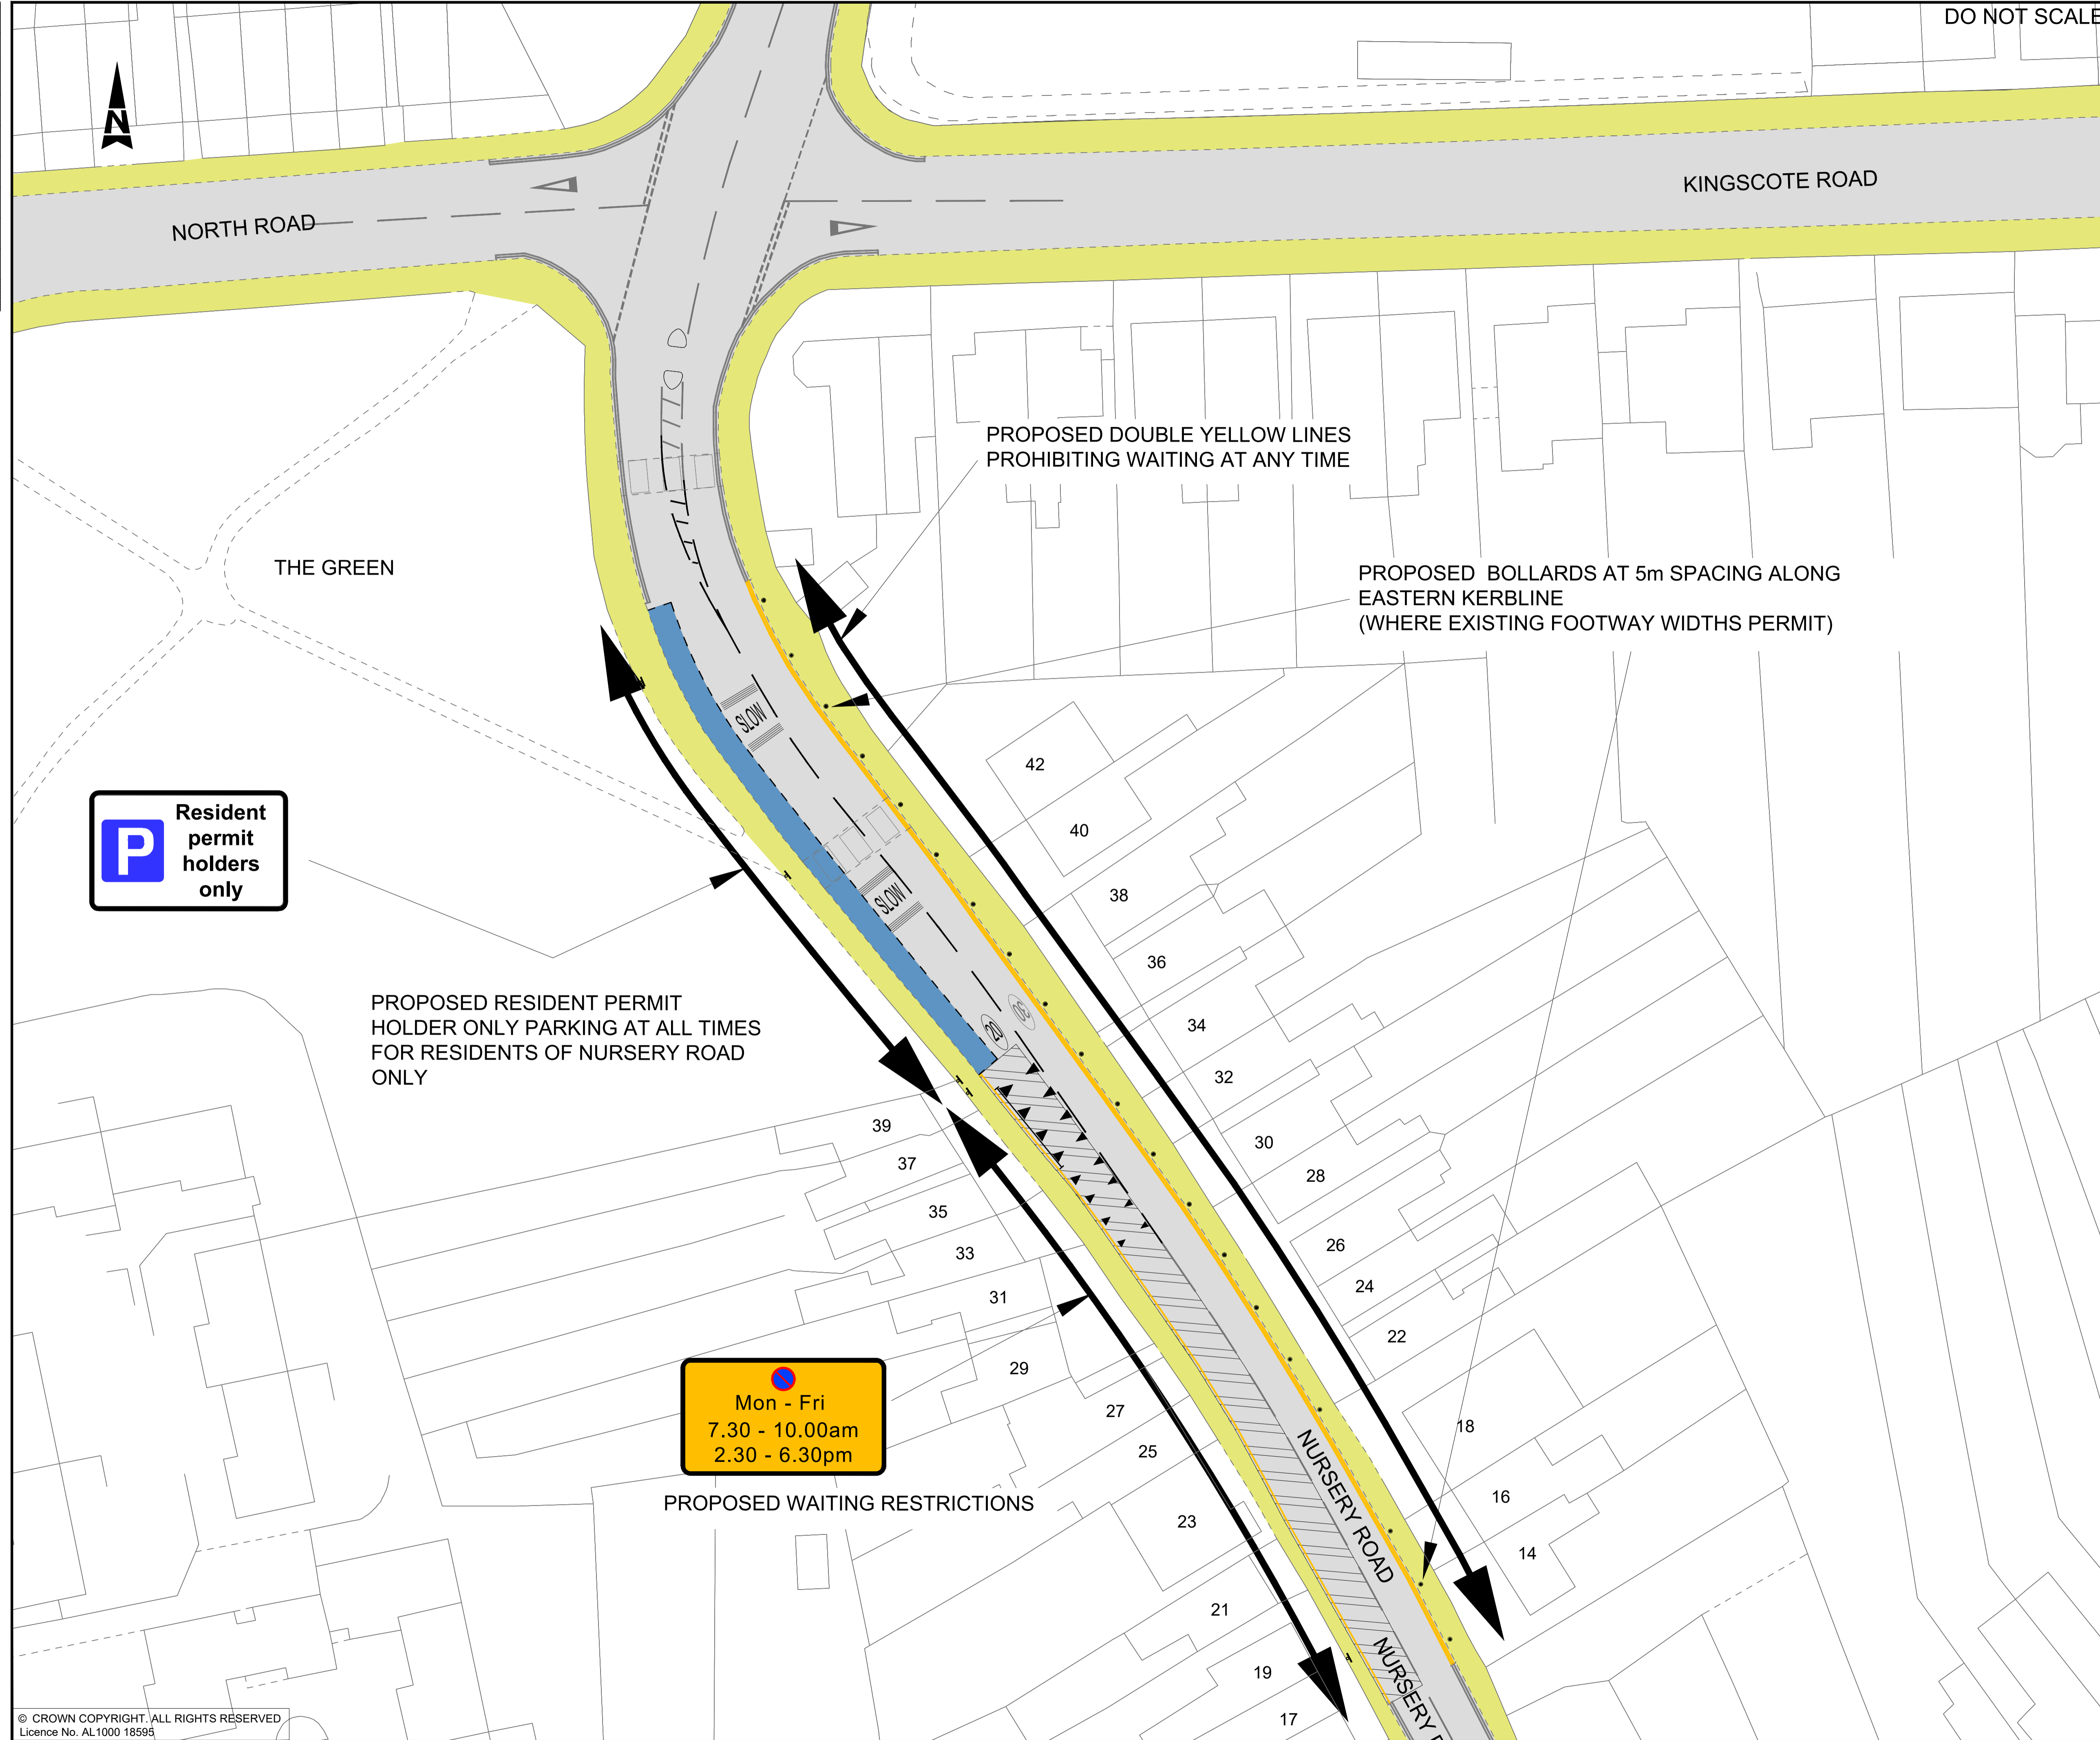 DO NOT SCALE
N
NORTH ROAD
KINGSCOTE ROAD
PROPOSED DOUBLE YELLOW LINES
PROHIBITING WAITING AT ANY TIME
THE GREEN
PROPOSED BOLLARDS AT 5m SPACING ALONG
EASTERN KERBLINE
(WHERE EXISTING FOOTWAY WIDTHS PERMIT)
SLOW
P
Resident
permit
holders
only
SLOW
PROPOSED RESIDENT PERMIT
HOLDER ONLY PARKING AT ALL TIMES
FOR RESIDENTS OF NURSERY ROAD
ONLY
20
30
42
40
38
36
34
32
30
28
26
24
22
18
16
14
39
37
35
33
31
29
27
25
23
21
19
17
Mon - Fri
7.30 - 10.00am
2.30 - 6.30pm
PROPOSED WAITING RESTRICTIONS
NURSERY ROAD
NURSERY
© CROWN COPYRIGHT. ALL RIGHTS RESERVED
Licence No. AL1000 18595